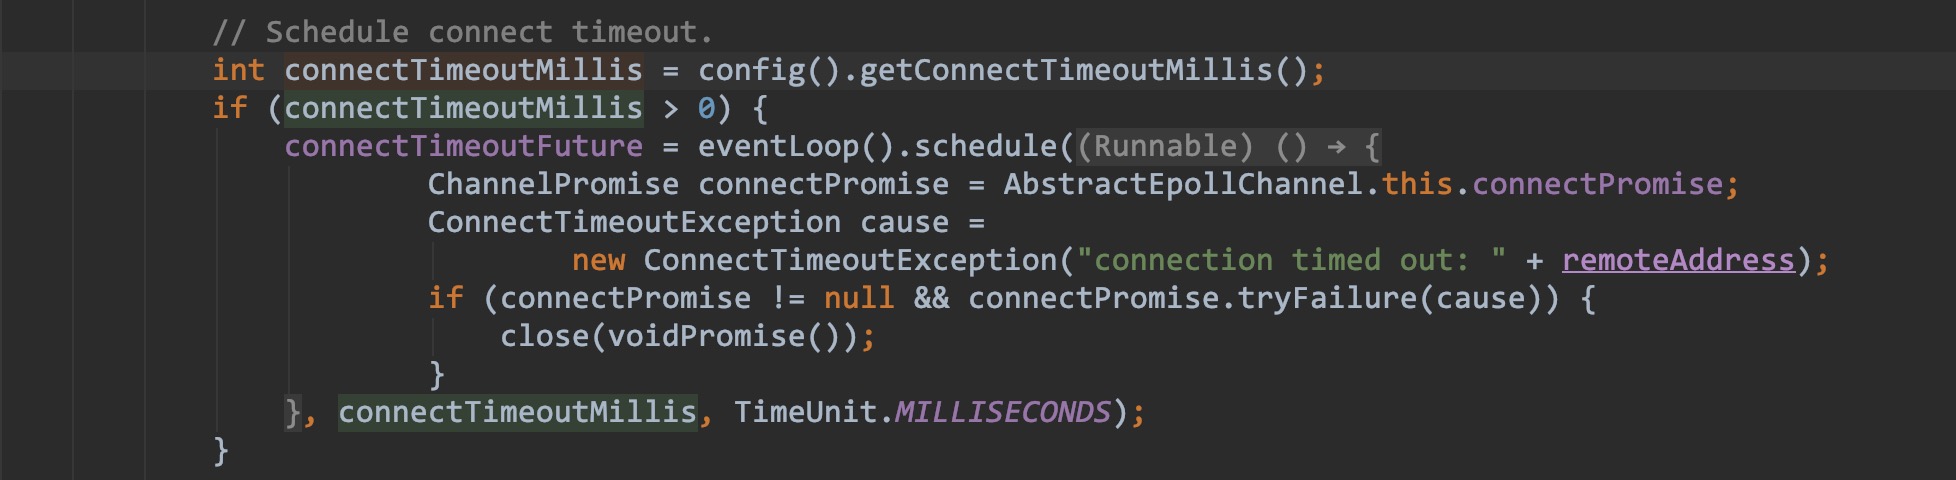 // Schedule connect timeout.
int connectTimeoutMillis = config().getConnectTimeoutMillis();
if (connectTimeoutMillis > 0) {
connectTimeoutFuture = eventLoop().schedule((Runnable) () → {
ChannelPromise connectPromise = AbstractEpollChannel.this.connectPromise;
ConnectTimeoutException cause =
new ConnectTimeoutException("connection timed out: " + remoteAddress);
if (connectPromise != null && connectPromise.tryFailure(cause)) {
close(voidPromise());
}
}, connectTimeoutMillis, TimeUnit.MILLISECONDS);
}